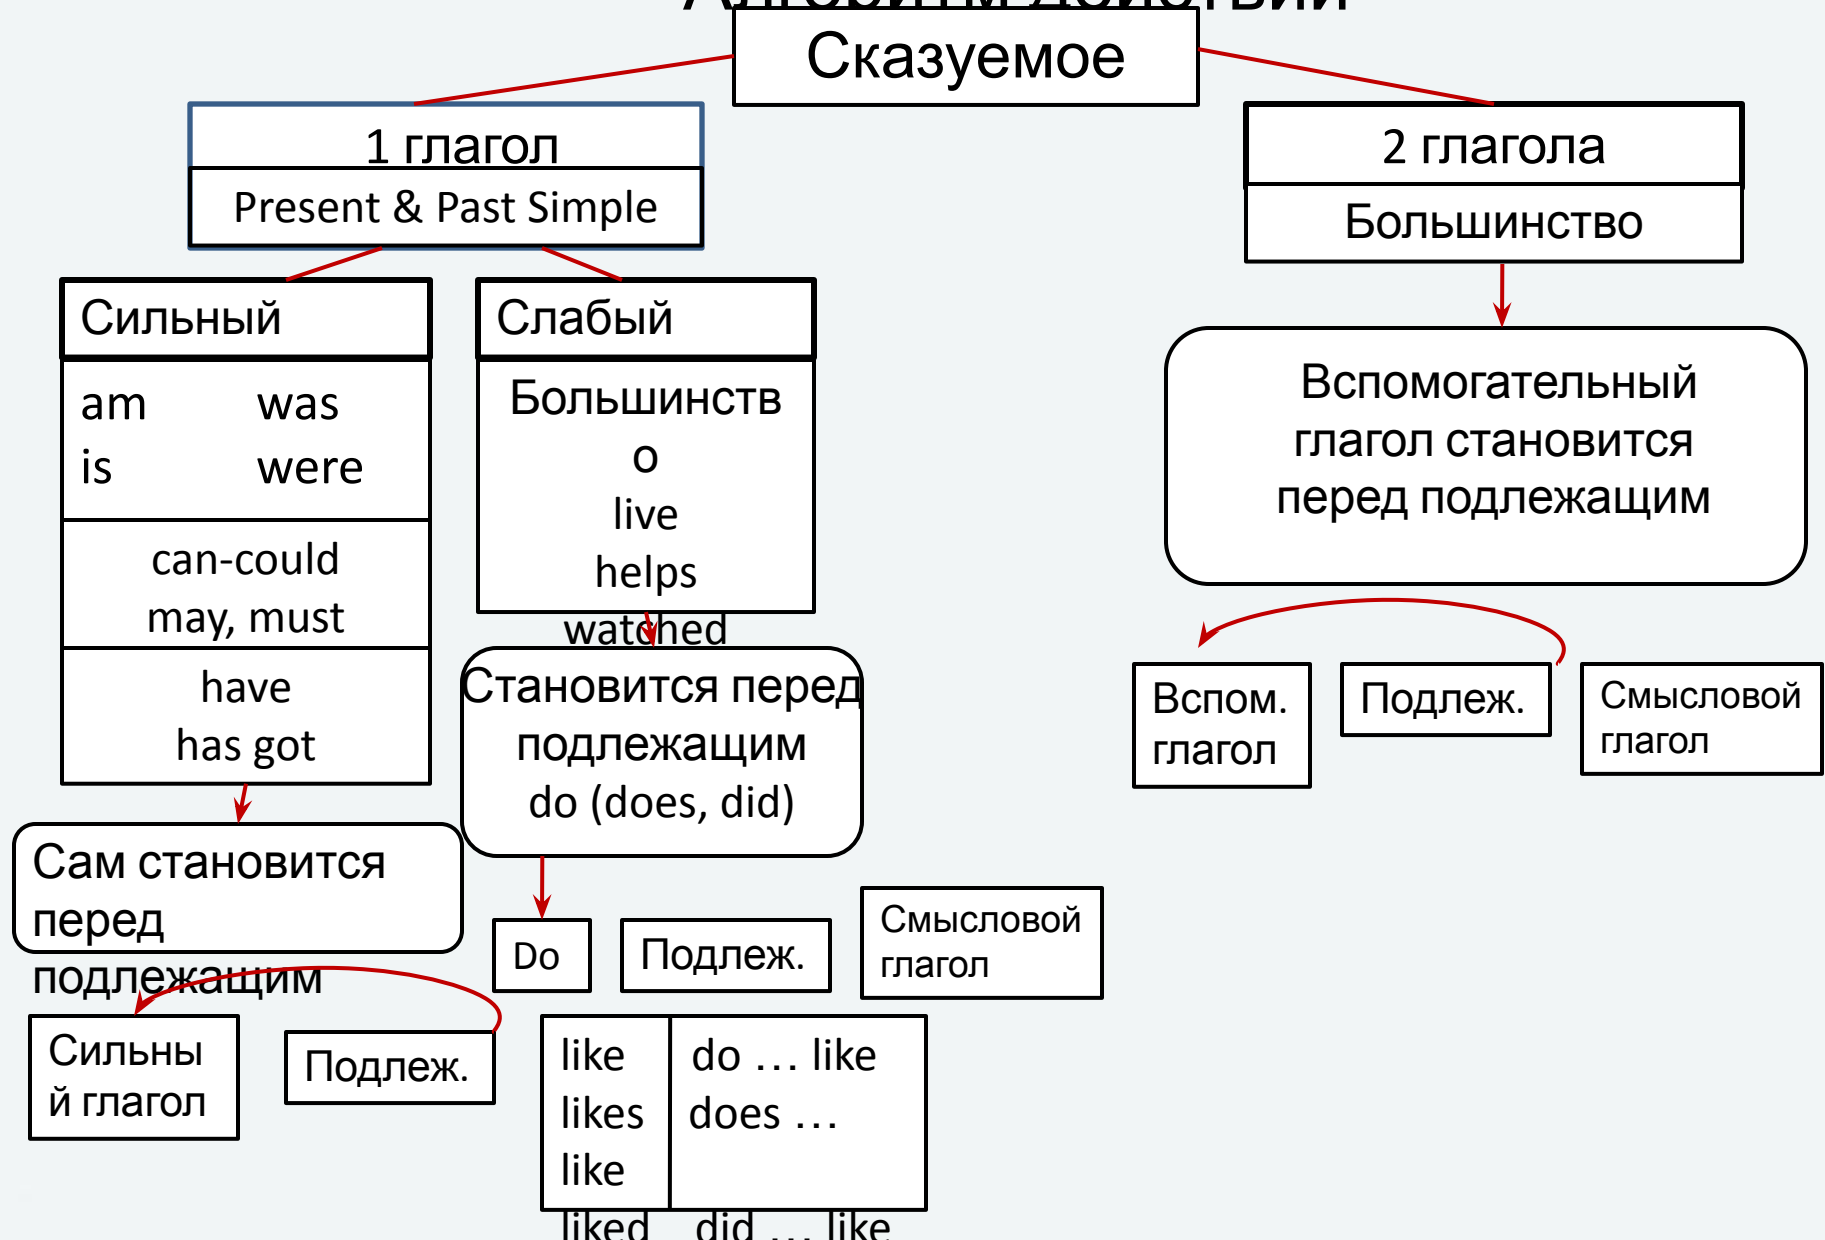 Алгоритм действий
Сказуемое
1 глагол
Present & Past Simple
2 глагола
Большинство
Сильный
am was
is were
can-could
may, must
have
has got
Слабый
Большинств
о
live
helps
watched
Вспомогательный
глагол становится
перед подлежащим
Становится перед
подлежащим
do (does, did)
Вспом.
глагол
Подлеж.
Смысловой
глагол
Сам становится
перед
подлежащим
Do
Подлеж.
Смысловой
глагол
Сильны
й глагол
Подлеж.
like do … like
likes does …
like
liked did … like